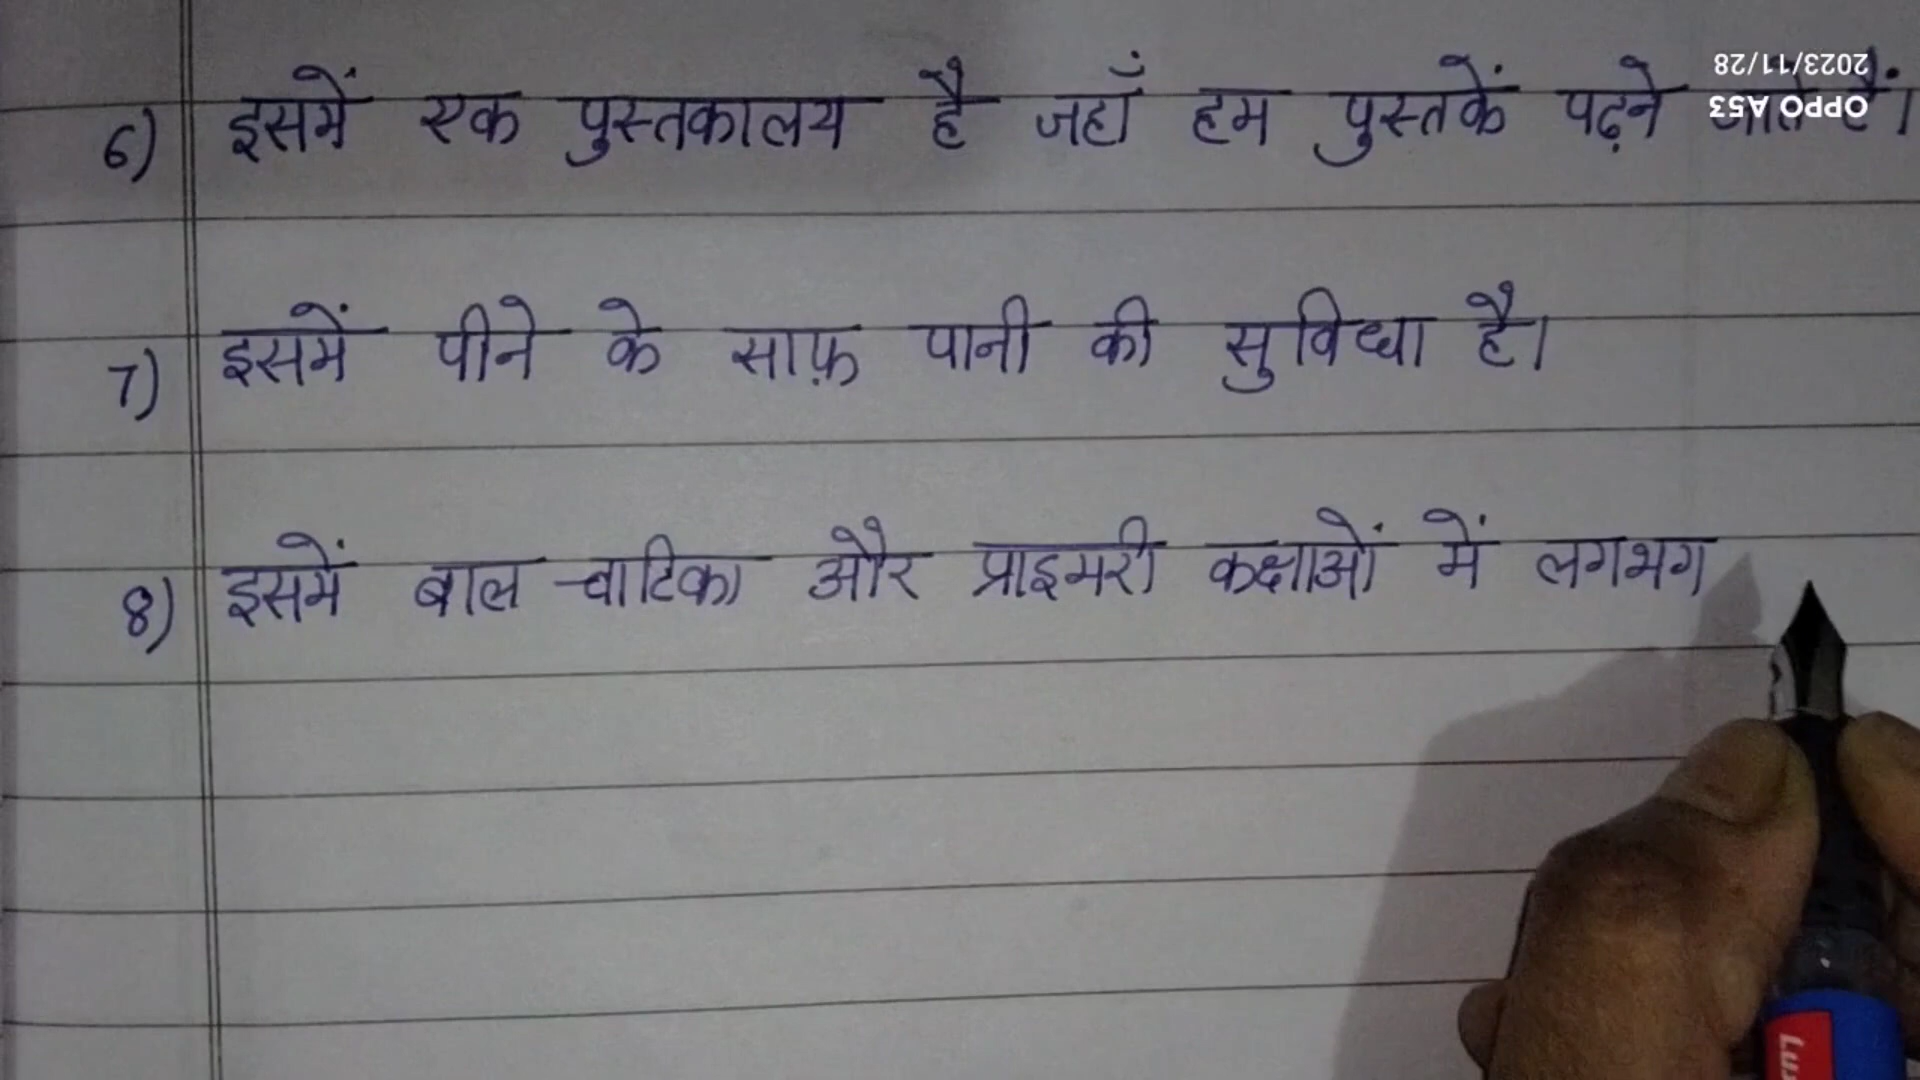 2023/11/28
OPPO A53
6) इसमें एक पुस्तकालय है जहाँ हम पुस्तकें पढ़ने जाते हैं।
7) इसमें पीने के साफ़ पानी की सुविधा है।
8) इसमें बाल-वाटिका और प्राइमरी कक्षाओं में लगभग